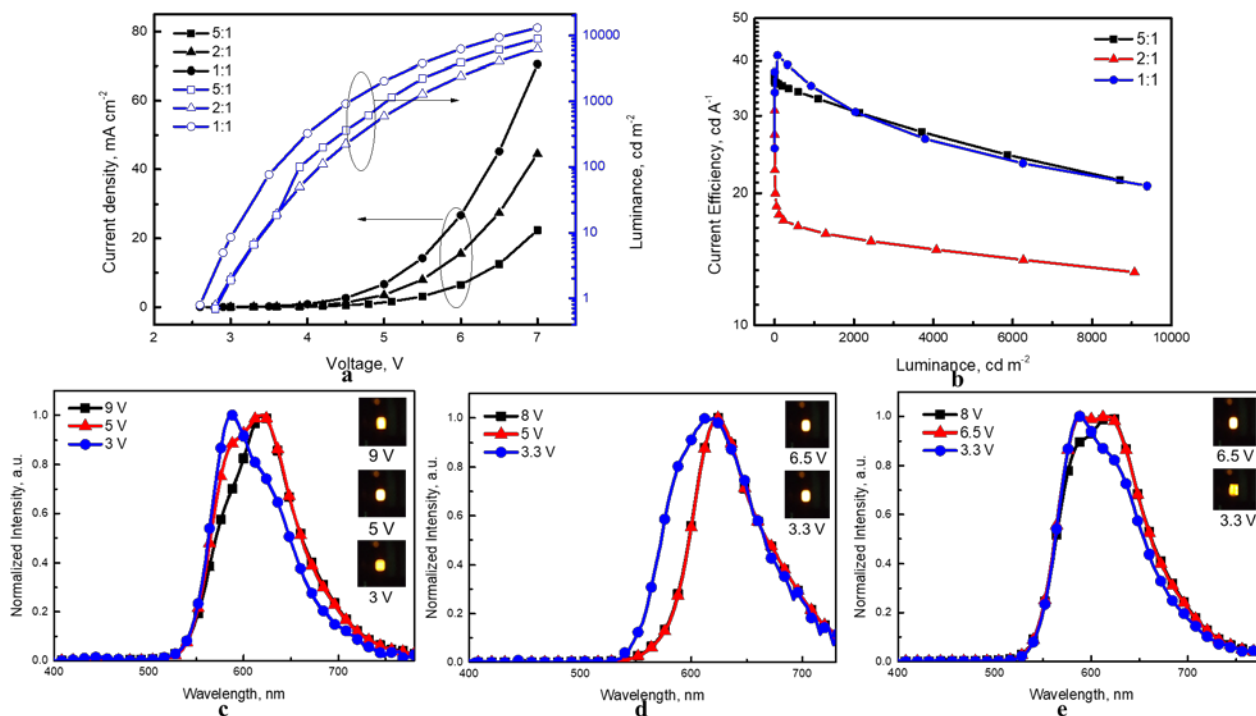 80
60
40
20
0
2 3 4 5 6 7
10000
1000
100
10
1
Current density, mA cm⁻²
Luminance, cd m⁻²
Voltage, V
5:1
2:1
1:1
5:1
2:1
1:1
a
50
40
30
20
10
0 2000 4000 6000 8000 10000
Current Efficiency, cd A⁻¹
Luminance, cd m⁻²
5:1
2:1
1:1
b
1.0
0.8
0.6
0.4
0.2
0.0
400 500 600 700
Normalized Intensity, a.u.
Wavelength, nm
9 V
5 V
3 V
9 V
5 V
3 V
c
1.0
0.8
0.6
0.4
0.2
0.0
400 500 600 700
Normalized Intensity, a.u.
Wavelength, nm
8 V
5 V
3.3 V
6.5 V
3.3 V
d
1.0
0.8
0.6
0.4
0.2
0.0
400 500 600 700
Normalized Intensity, a.u.
Wavelength, nm
8 V
6.5 V
3.3 V
6.5 V
3.3 V
e